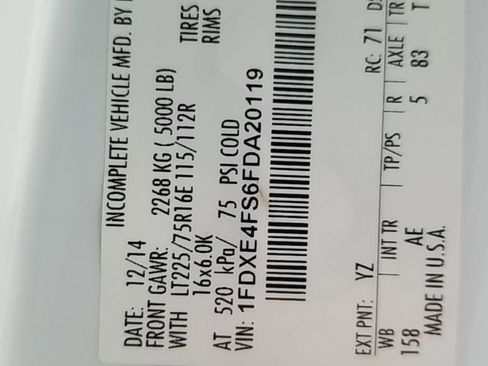 INCOMPLETE VEHICLE MFD. BY
DATE: 12/14
FRONT GAWR: 2268 KG ( 5000 LB)
WITH LT225/75R16E 115/112R TIRES
16x6.0K RIMS
AT 520 kPa/ 75 PSI COLD
VIN: 1FDXE4FS6FDA20119
EXT PNT: YZ RC: 71
WB INT TR TP/PS R AXLE TR
158 AE 5 83 T
MADE IN U.S.A.